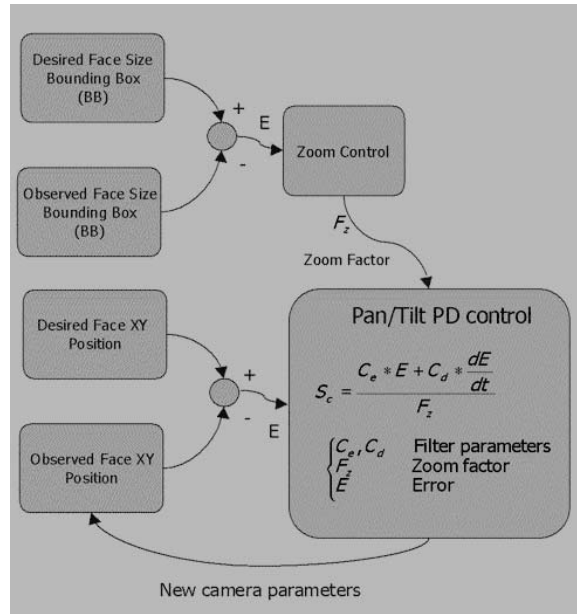 Desired Face Size
Bounding Box
(BB)
+
E
-
Zoom Control
Observed Face Size
Bounding Box
(BB)
F_z
Zoom Factor
Desired Face XY
Position
+
-
E
Observed Face XY
Position
Pan/Tilt PD control
S_c = (C_e * E + C_d * dE/dt) / F_z
C_e, C_d Filter parameters
F_z Zoom factor
E Error
New camera parameters